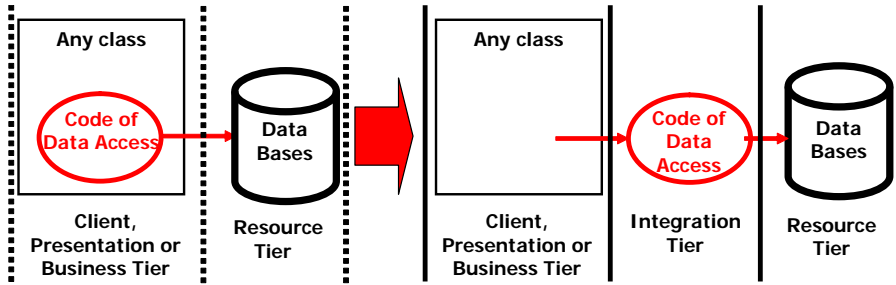 Any class
Code of
Data Access
Data
Bases
Client,
Presentation or
Business Tier
Resource
Tier
Any class
Code of
Data
Access
Data
Bases
Client,
Presentation or
Business Tier
Integration
Tier
Resource
Tier